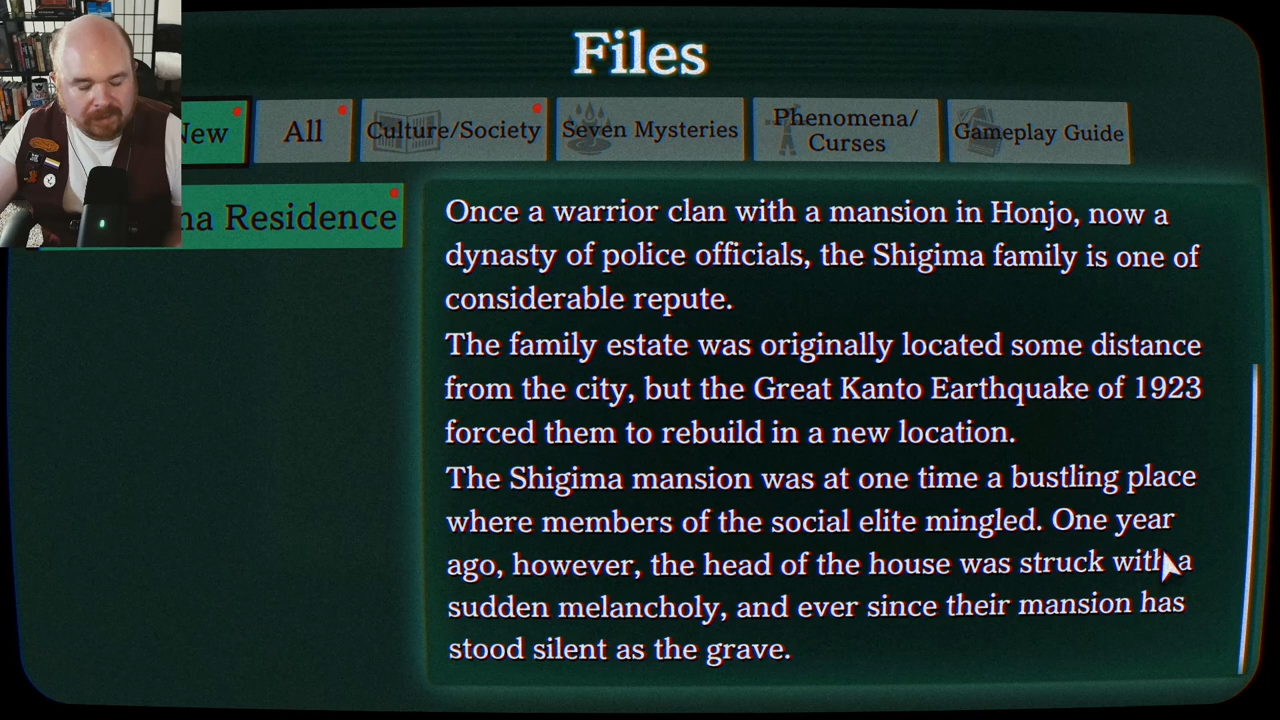 Files
New
All
Culture/Society
Seven Mysteries
Phenomena/
Curses
Gameplay Guide
Residence
Once a warrior clan with a mansion in Honjo, now a
dynasty of police officials, the Shigima family is one of
considerable repute.
The family estate was originally located some distance
from the city, but the Great Kanto Earthquake of 1923
forced them to rebuild in a new location.
The Shigima mansion was at one time a bustling place
where members of the social elite mingled. One year
ago, however, the head of the house was struck with a
sudden melancholy, and ever since their mansion has
stood silent as the grave.